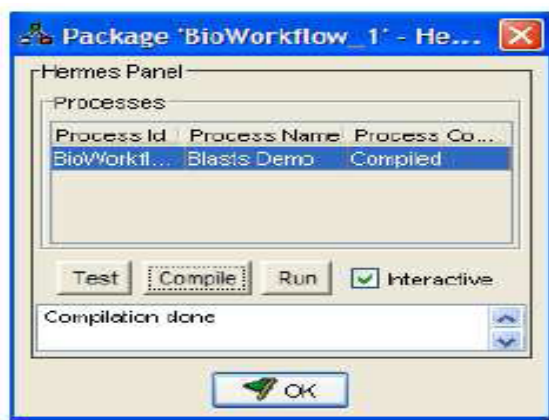 Package 'BioWorkflow_1' - He...
Hermes Panel
Processes
Process Id Process Name Process Co...
BioWorkfl... Blasts Demo Compiled
Test Compile Run Interactive
Compilation done
OK